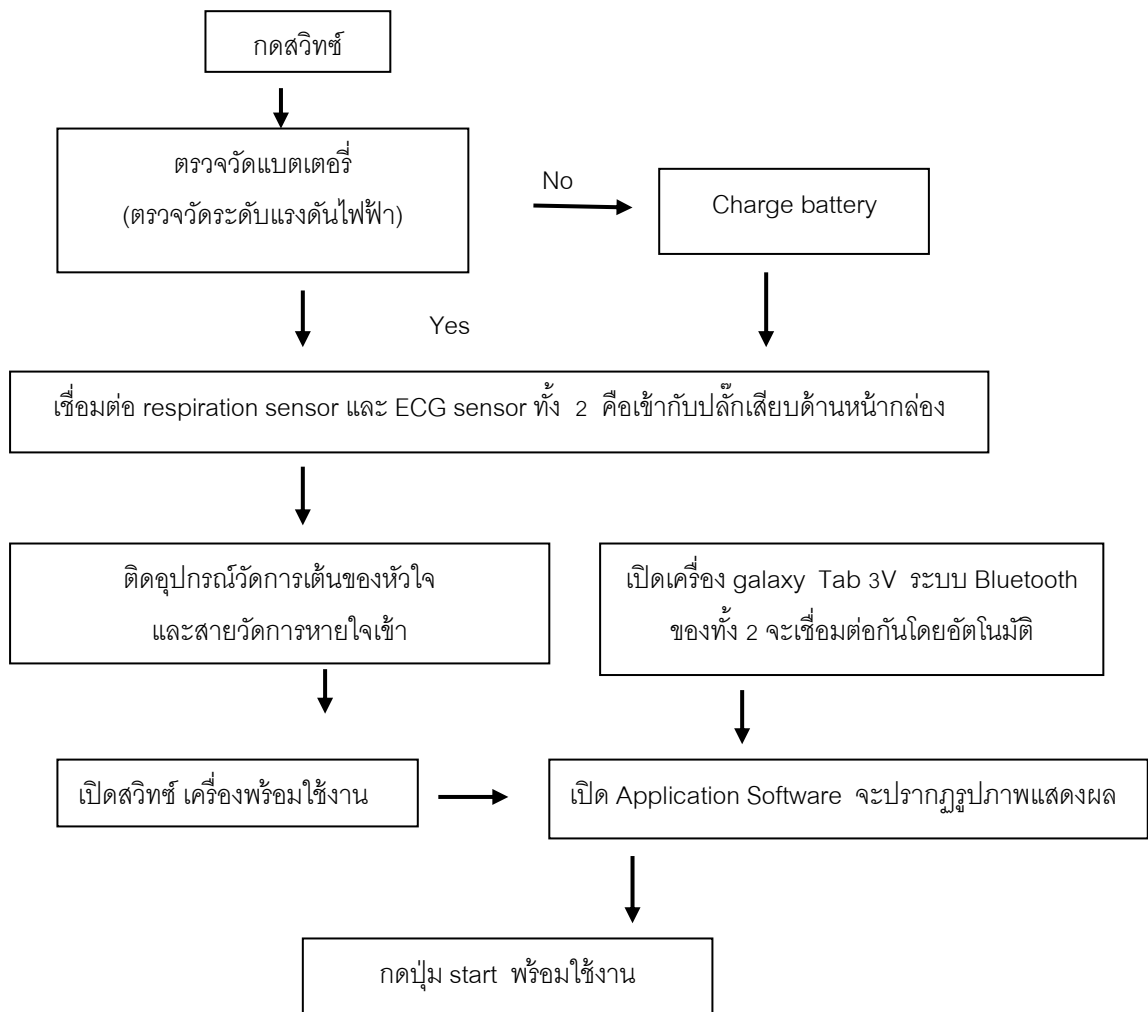 กดสวิทซ์
ตรวจวัดแบตเตอรี่
(ตรวจวัดระดับแรงดันไฟฟ้า)
No
Charge battery
Yes
เชื่อมต่อ respiration sensor และ ECG sensor ทั้ง 2 คือเข้ากับปลั๊กเสียบด้านหน้ากล่อง
ติดอุปกรณ์วัดการเต้นของหัวใจ
และสายวัดการหายใจเข้า
เปิดเครื่อง galaxy Tab 3V ระบบ Bluetooth
ของทั้ง 2 จะเชื่อมต่อกันโดยอัตโนมัติ
เปิดสวิทซ์ เครื่องพร้อมใช้งาน
เปิด Application Software จะปรากฏรูปภาพแสดงผล
กดปุ่ม start พร้อมใช้งาน